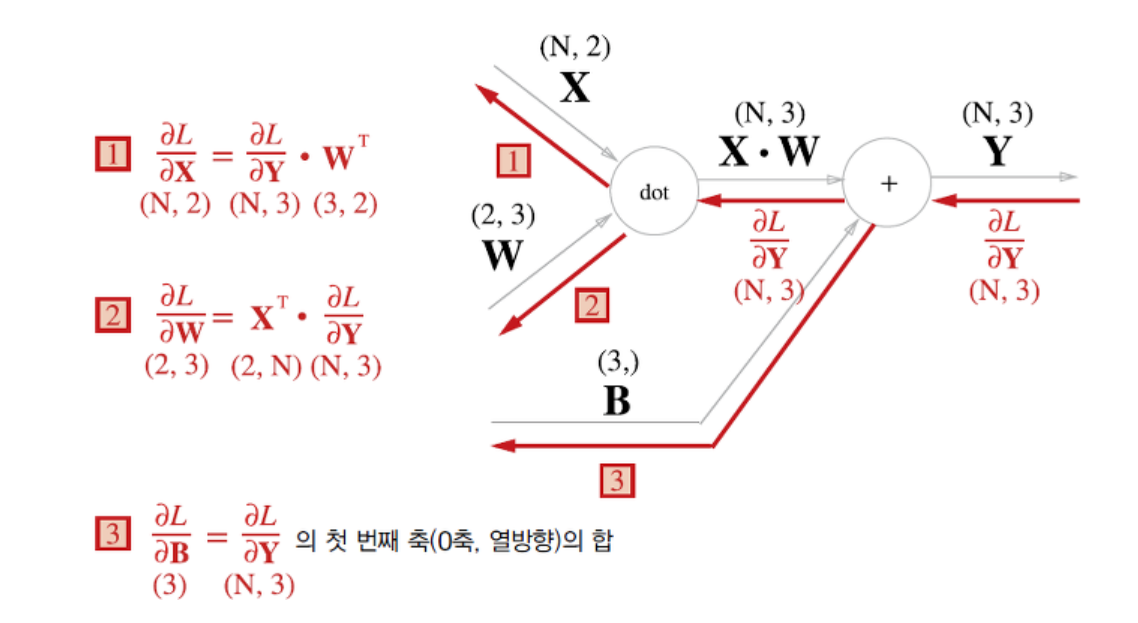 1 ∂L/∂X = ∂L/∂Y • W^T
(N, 2) (N, 3) (3, 2)
2 ∂L/∂W = X^T • ∂L/∂Y
(2, 3) (2, N) (N, 3)
3 ∂L/∂B = ∂L/∂Y 의 첫 번째 축(0축, 열방향)의 합
(3) (N, 3)
(N, 2)
X
1
(2, 3)
W
2
dot
(N, 3)
X · W
∂L/∂Y
(N, 3)
+
(N, 3)
Y
∂L/∂Y
(N, 3)
(3,)
B
3